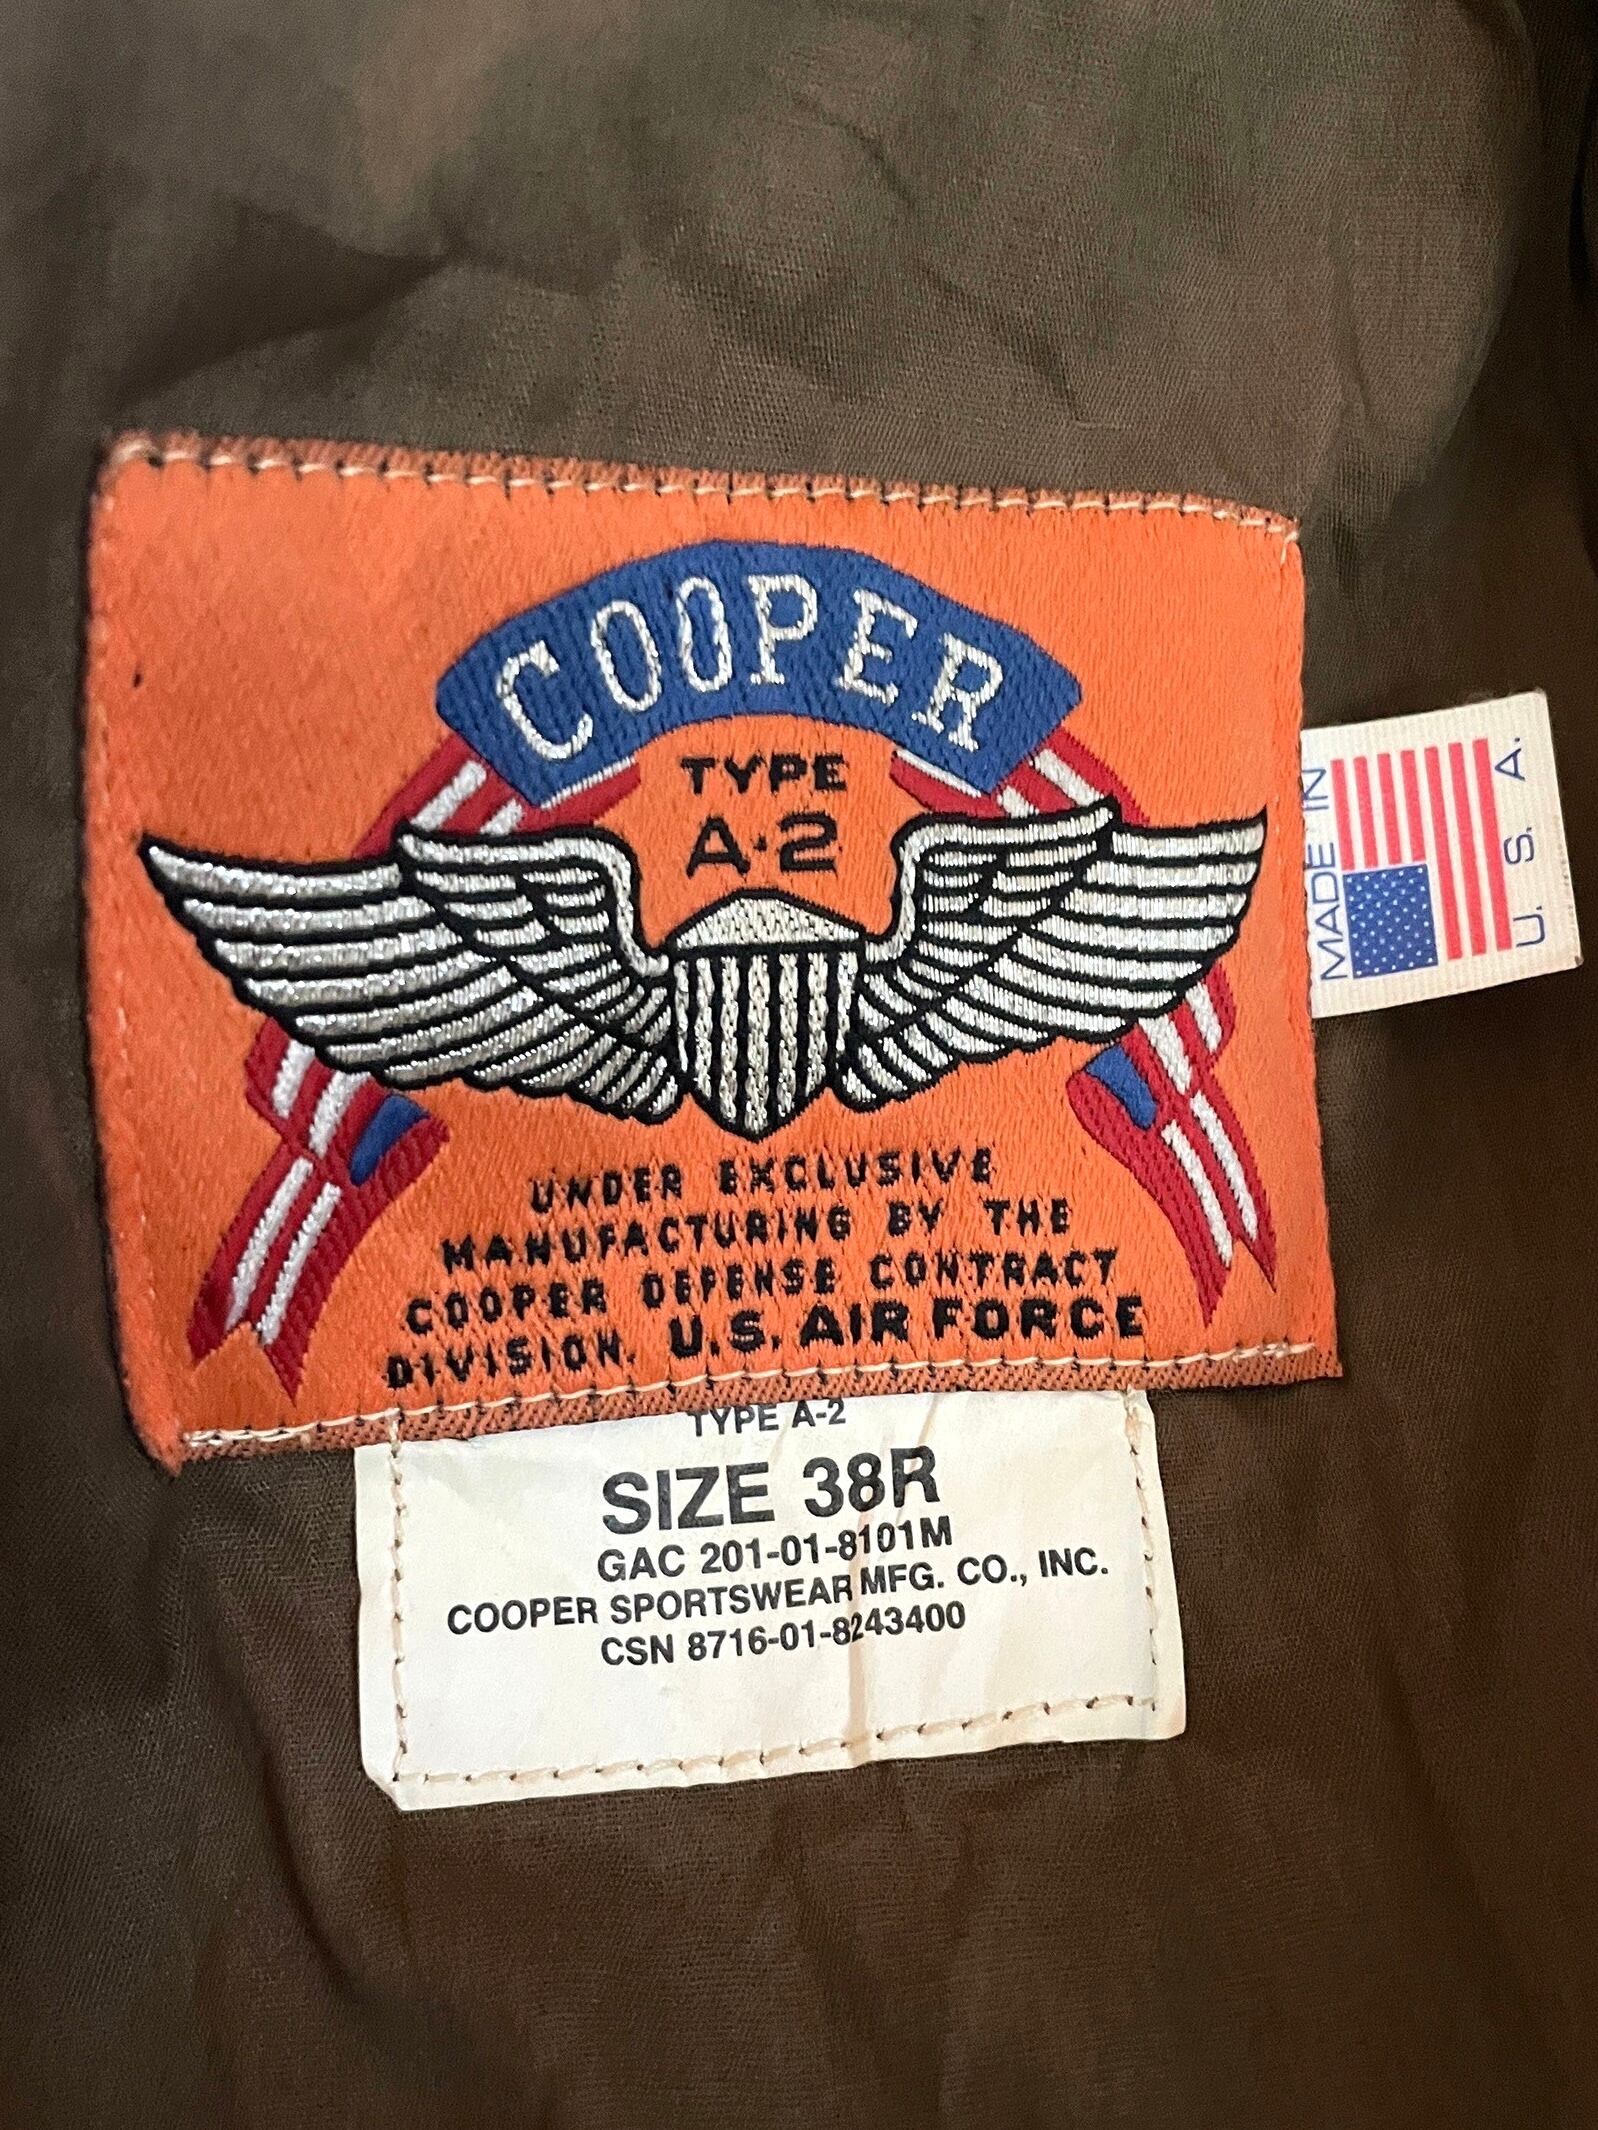 COOPER
TYPE
A-2
UNDER EXCLUSIVE
MANUFACTURING BY THE
COOPER DEFENSE CONTRACT
DIVISION. U.S. AIR FORCE
MADE IN
U. S. A.
TYPE A-2
SIZE 38R
GAC 201-01-8101M
COOPER SPORTSWEAR MFG. CO., INC.
CSN 8716-01-8243400